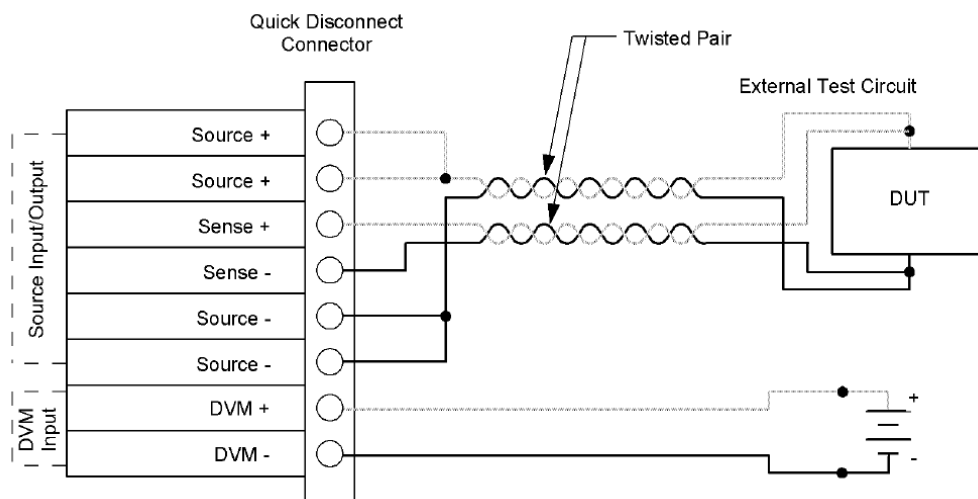 Quick Disconnect
Connector
Twisted Pair
External Test Circuit
Source Input/Output
Source +
Source +
Sense +
Sense -
Source -
Source -
DUT
DVM
Input
DVM +
DVM -
+
-